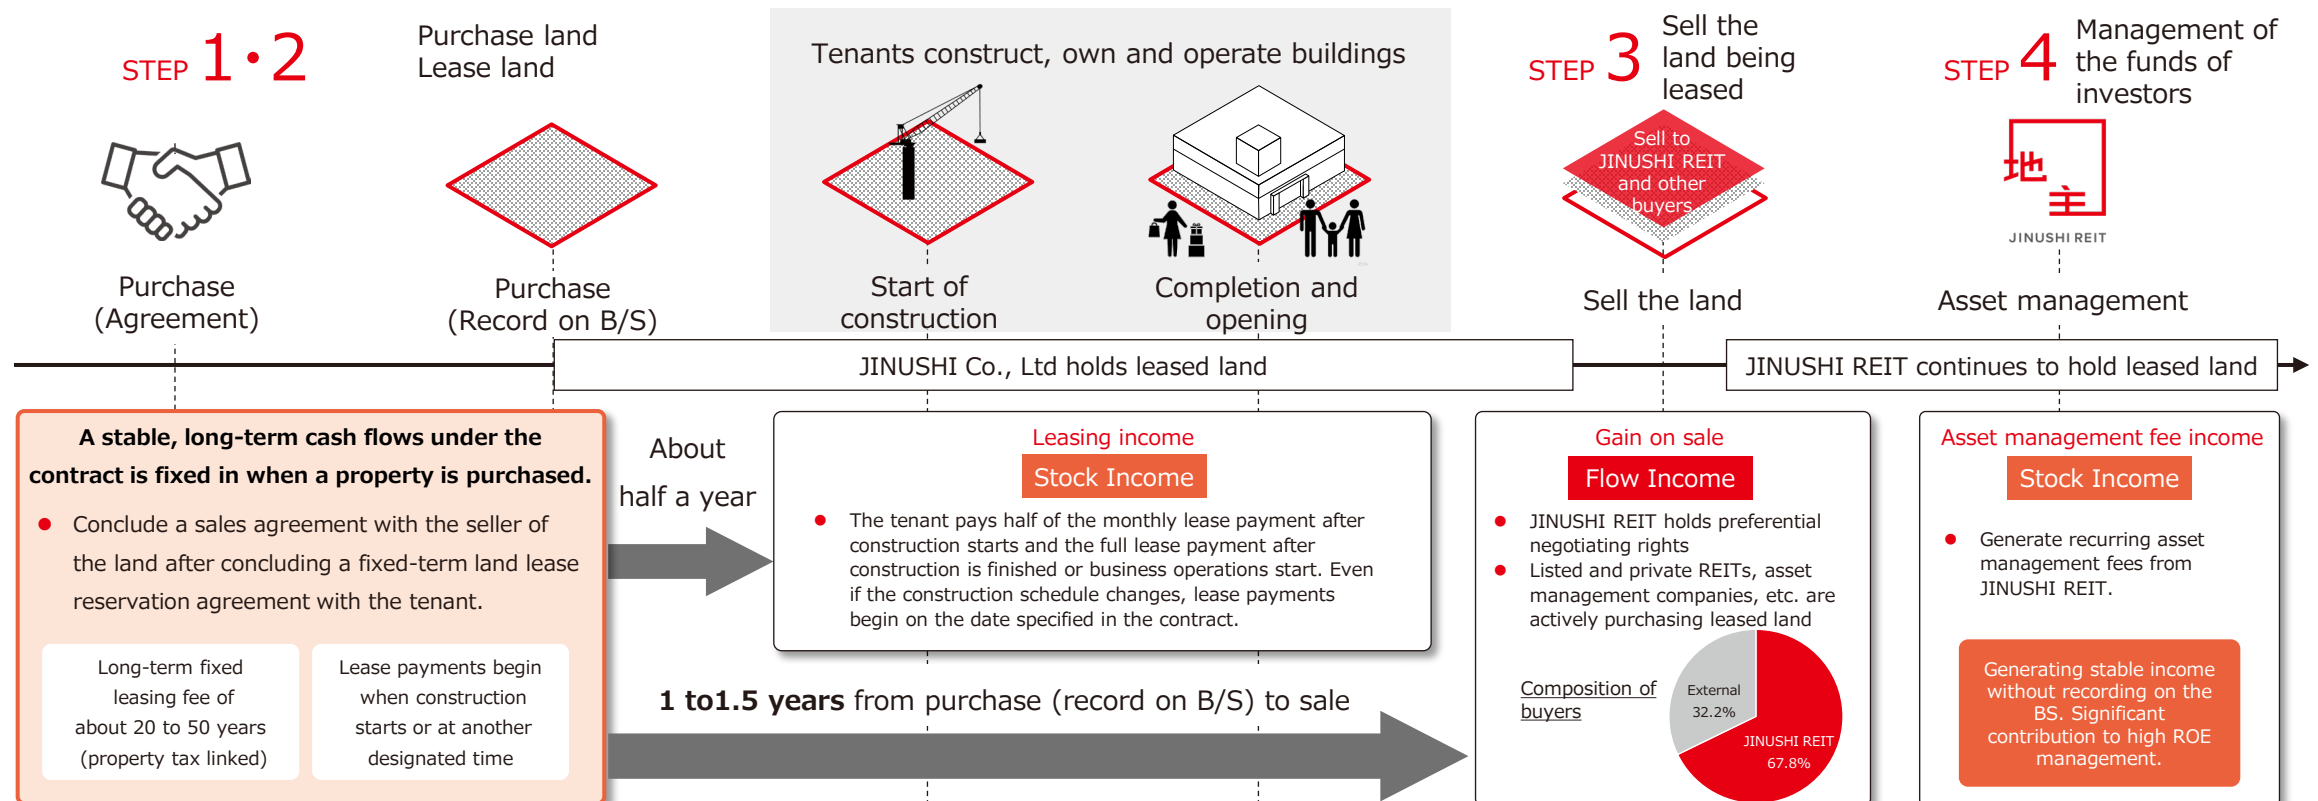 STEP 1・2
Purchase land
Lease land
Tenants construct, own and operate buildings
STEP 3
Sell the
land being
leased
STEP 4
Management of
the funds of
investors
Sell to
JINUSHI REIT
and other
buyers
地
主
JINUSHI REIT
Purchase
(Agreement)
Purchase
(Record on B/S)
Start of
construction
Completion and
opening
Sell the land
Asset management
JINUSHI Co., Ltd holds leased land
JINUSHI REIT continues to hold leased land
A stable, long-term cash flows under the
contract is fixed in when a property is purchased.
● Conclude a sales agreement with the seller of
the land after concluding a fixed-term land lease
reservation agreement with the tenant.
Long-term fixed
leasing fee of
about 20 to 50 years
(property tax linked)
Lease payments begin
when construction
starts or at another
designated time
About
half a year
Leasing income
Stock Income
● The tenant pays half of the monthly lease payment after
construction starts and the full lease payment after
construction is finished or business operations start. Even
if the construction schedule changes, lease payments
begin on the date specified in the contract.
1 to1.5 years from purchase (record on B/S) to sale
Gain on sale
Flow Income
● JINUSHI REIT holds preferential
negotiating rights
● Listed and private REITs, asset
management companies, etc. are
actively purchasing leased land
Composition of
buyers
External
32.2%
JINUSHI REIT
67.8%
Asset management fee income
Stock Income
● Generate recurring asset
management fees from
JINUSHI REIT.
Generating stable income
without recording on the
BS. Significant
contribution to high ROE
management.